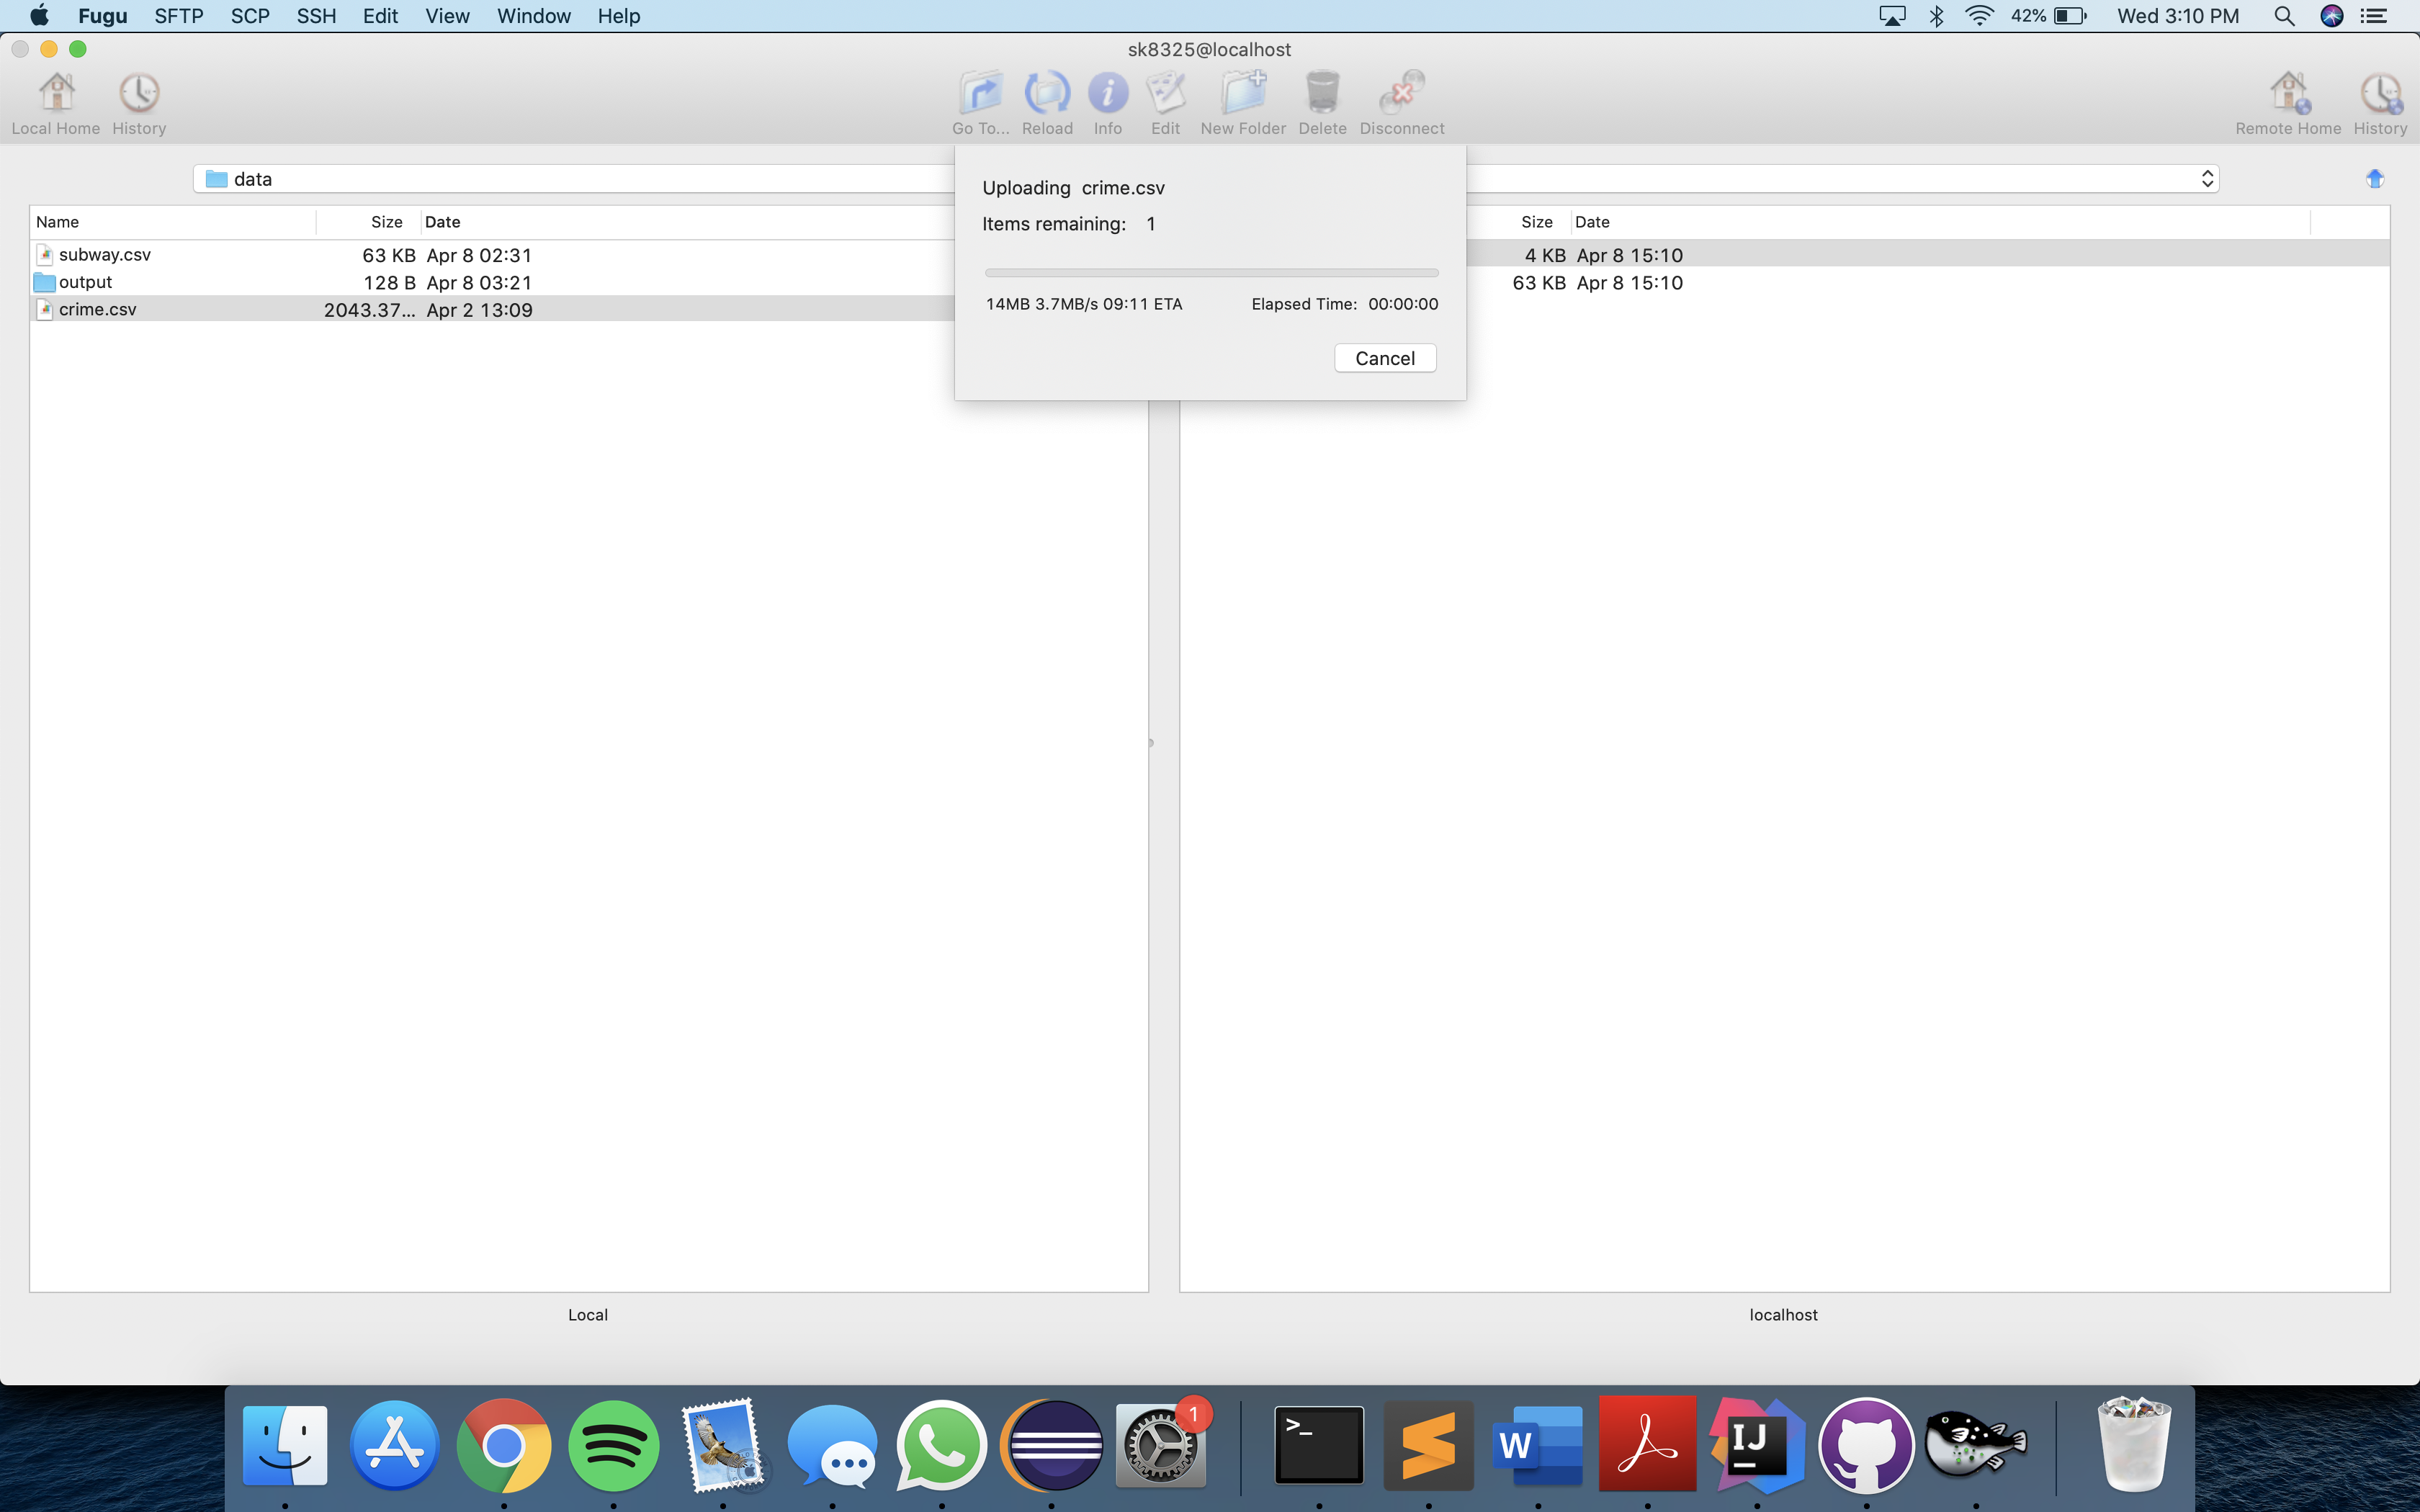 Fugu SFTP SCP SSH Edit View Window Help 42% Wed 3:10 PM
sk8325@localhost
Local Home History Go To... Reload Info Edit New Folder Delete Disconnect Remote Home History
data
Uploading crime.csv
Items remaining: 1
14MB 3.7MB/s 09:11 ETA Elapsed Time: 00:00:00
Cancel
Name Size Date
subway.csv 63 KB Apr 8 02:31
output 128 B Apr 8 03:21
crime.csv 2043.37... Apr 2 13:09
Size Date
4 KB Apr 8 15:10
63 KB Apr 8 15:10
Local
localhost
1
>_
W
IJ